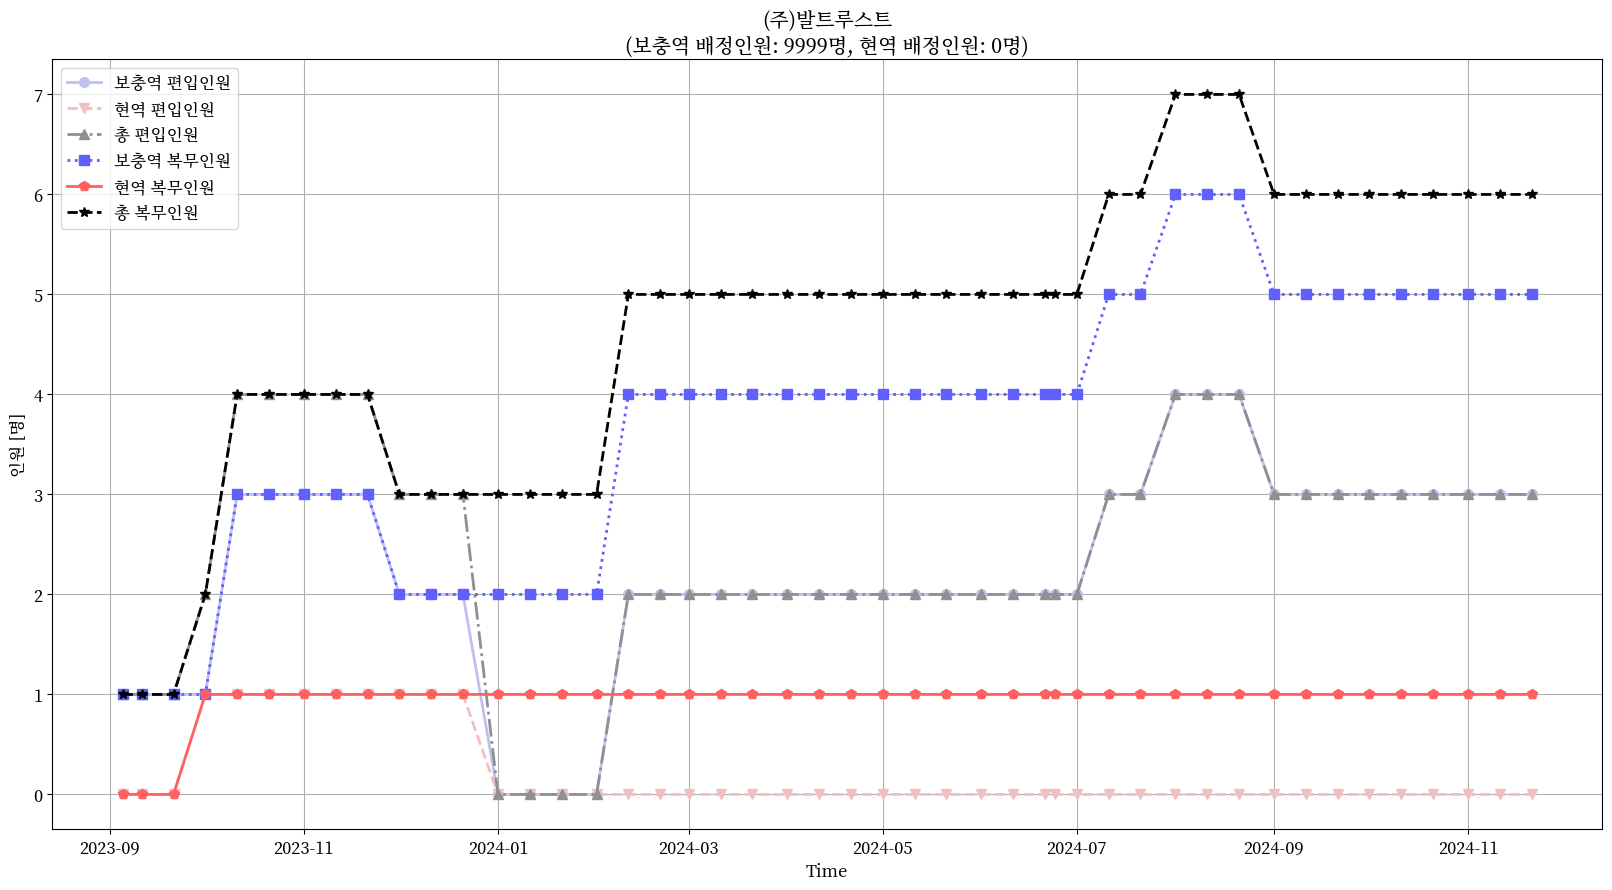 (주)발트루스트
(보충역 배정인원: 9999명, 현역 배정인원: 0명)
보충역 편입인원
현역 편입인원
총 편입인원
보충역 복무인원
현역 복무인원
총 복무인원
7
6
5
4
3
2
1
0
인원 [명]
2023-09
2023-11
2024-01
2024-03
2024-05
2024-07
2024-09
2024-11
Time